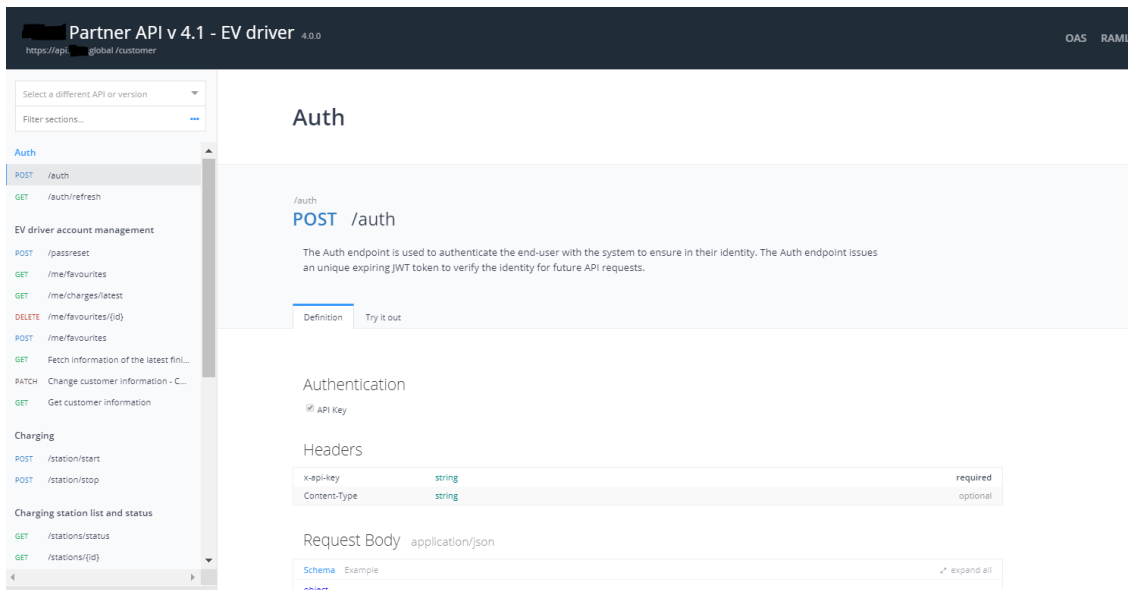 Partner API v 4.1 - EV driver 4.0.0
https://api. global /customer
OAS RAML
Select a different API or version
Filter sections...
Auth
POST /auth
GET /auth/refresh
EV driver account management
POST /passreset
GET /me/favourites
GET /me/charges/latest
DELETE /me/favourites/{id}
POST /me/favourites
GET Fetch information of the latest fini...
PATCH Change customer information - C...
GET Get customer information
Charging
POST /station/start
POST /station/stop
Charging station list and status
GET /stations/status
GET /stations/{id}
Auth
/auth
POST /auth
The Auth endpoint is used to authenticate the end-user with the system to ensure in their identity. The Auth endpoint issues
an unique expiring JWT token to verify the identity for future API requests.
Definition Try it out
Authentication
API Key
Headers
x-api-key string required
Content-Type string optional
Request Body application/json
Schema Example expand all
object